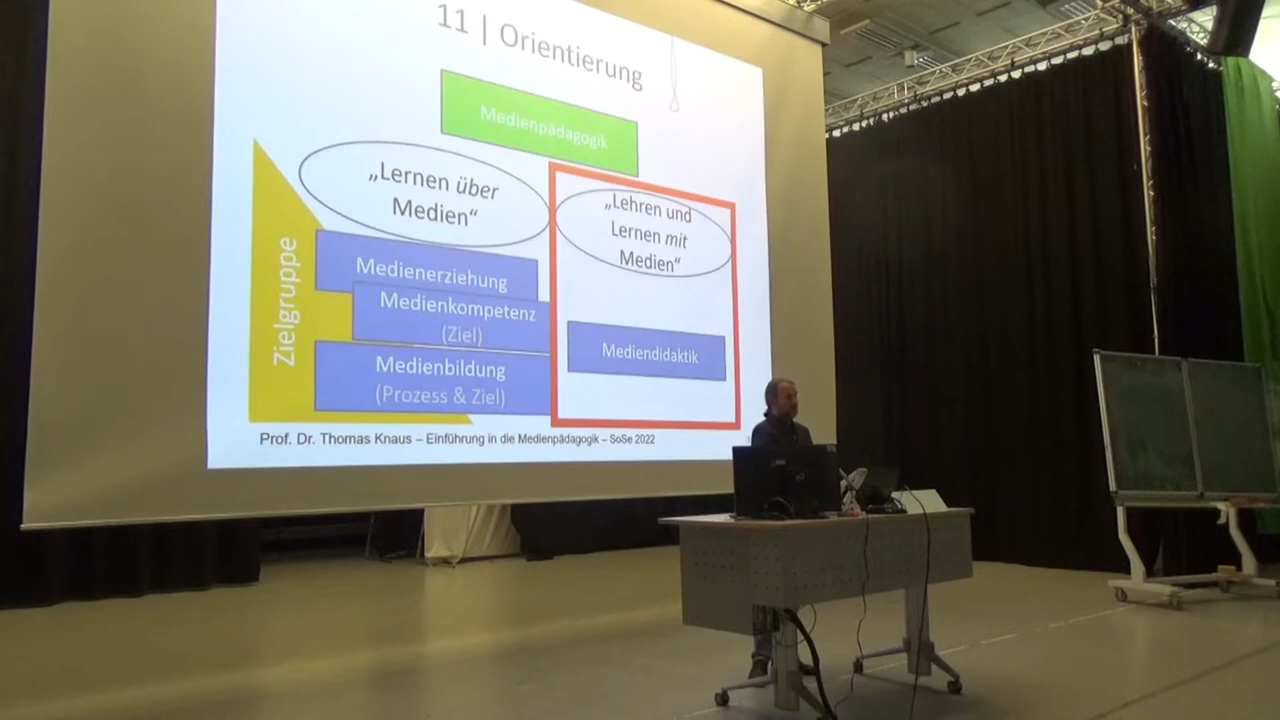 11 | Orientierung
Medienpädagogik
„Lernen über
Medien“
„Lehren und
Lernen mit
Medien“
Zielgruppe
Medienerziehung
Medienkompetenz
(Ziel)
Medienbildung
(Prozess & Ziel)
Mediendidaktik
Prof. Dr. Thomas Knaus – Einführung in die Medienpädagogik – SoSe 2022